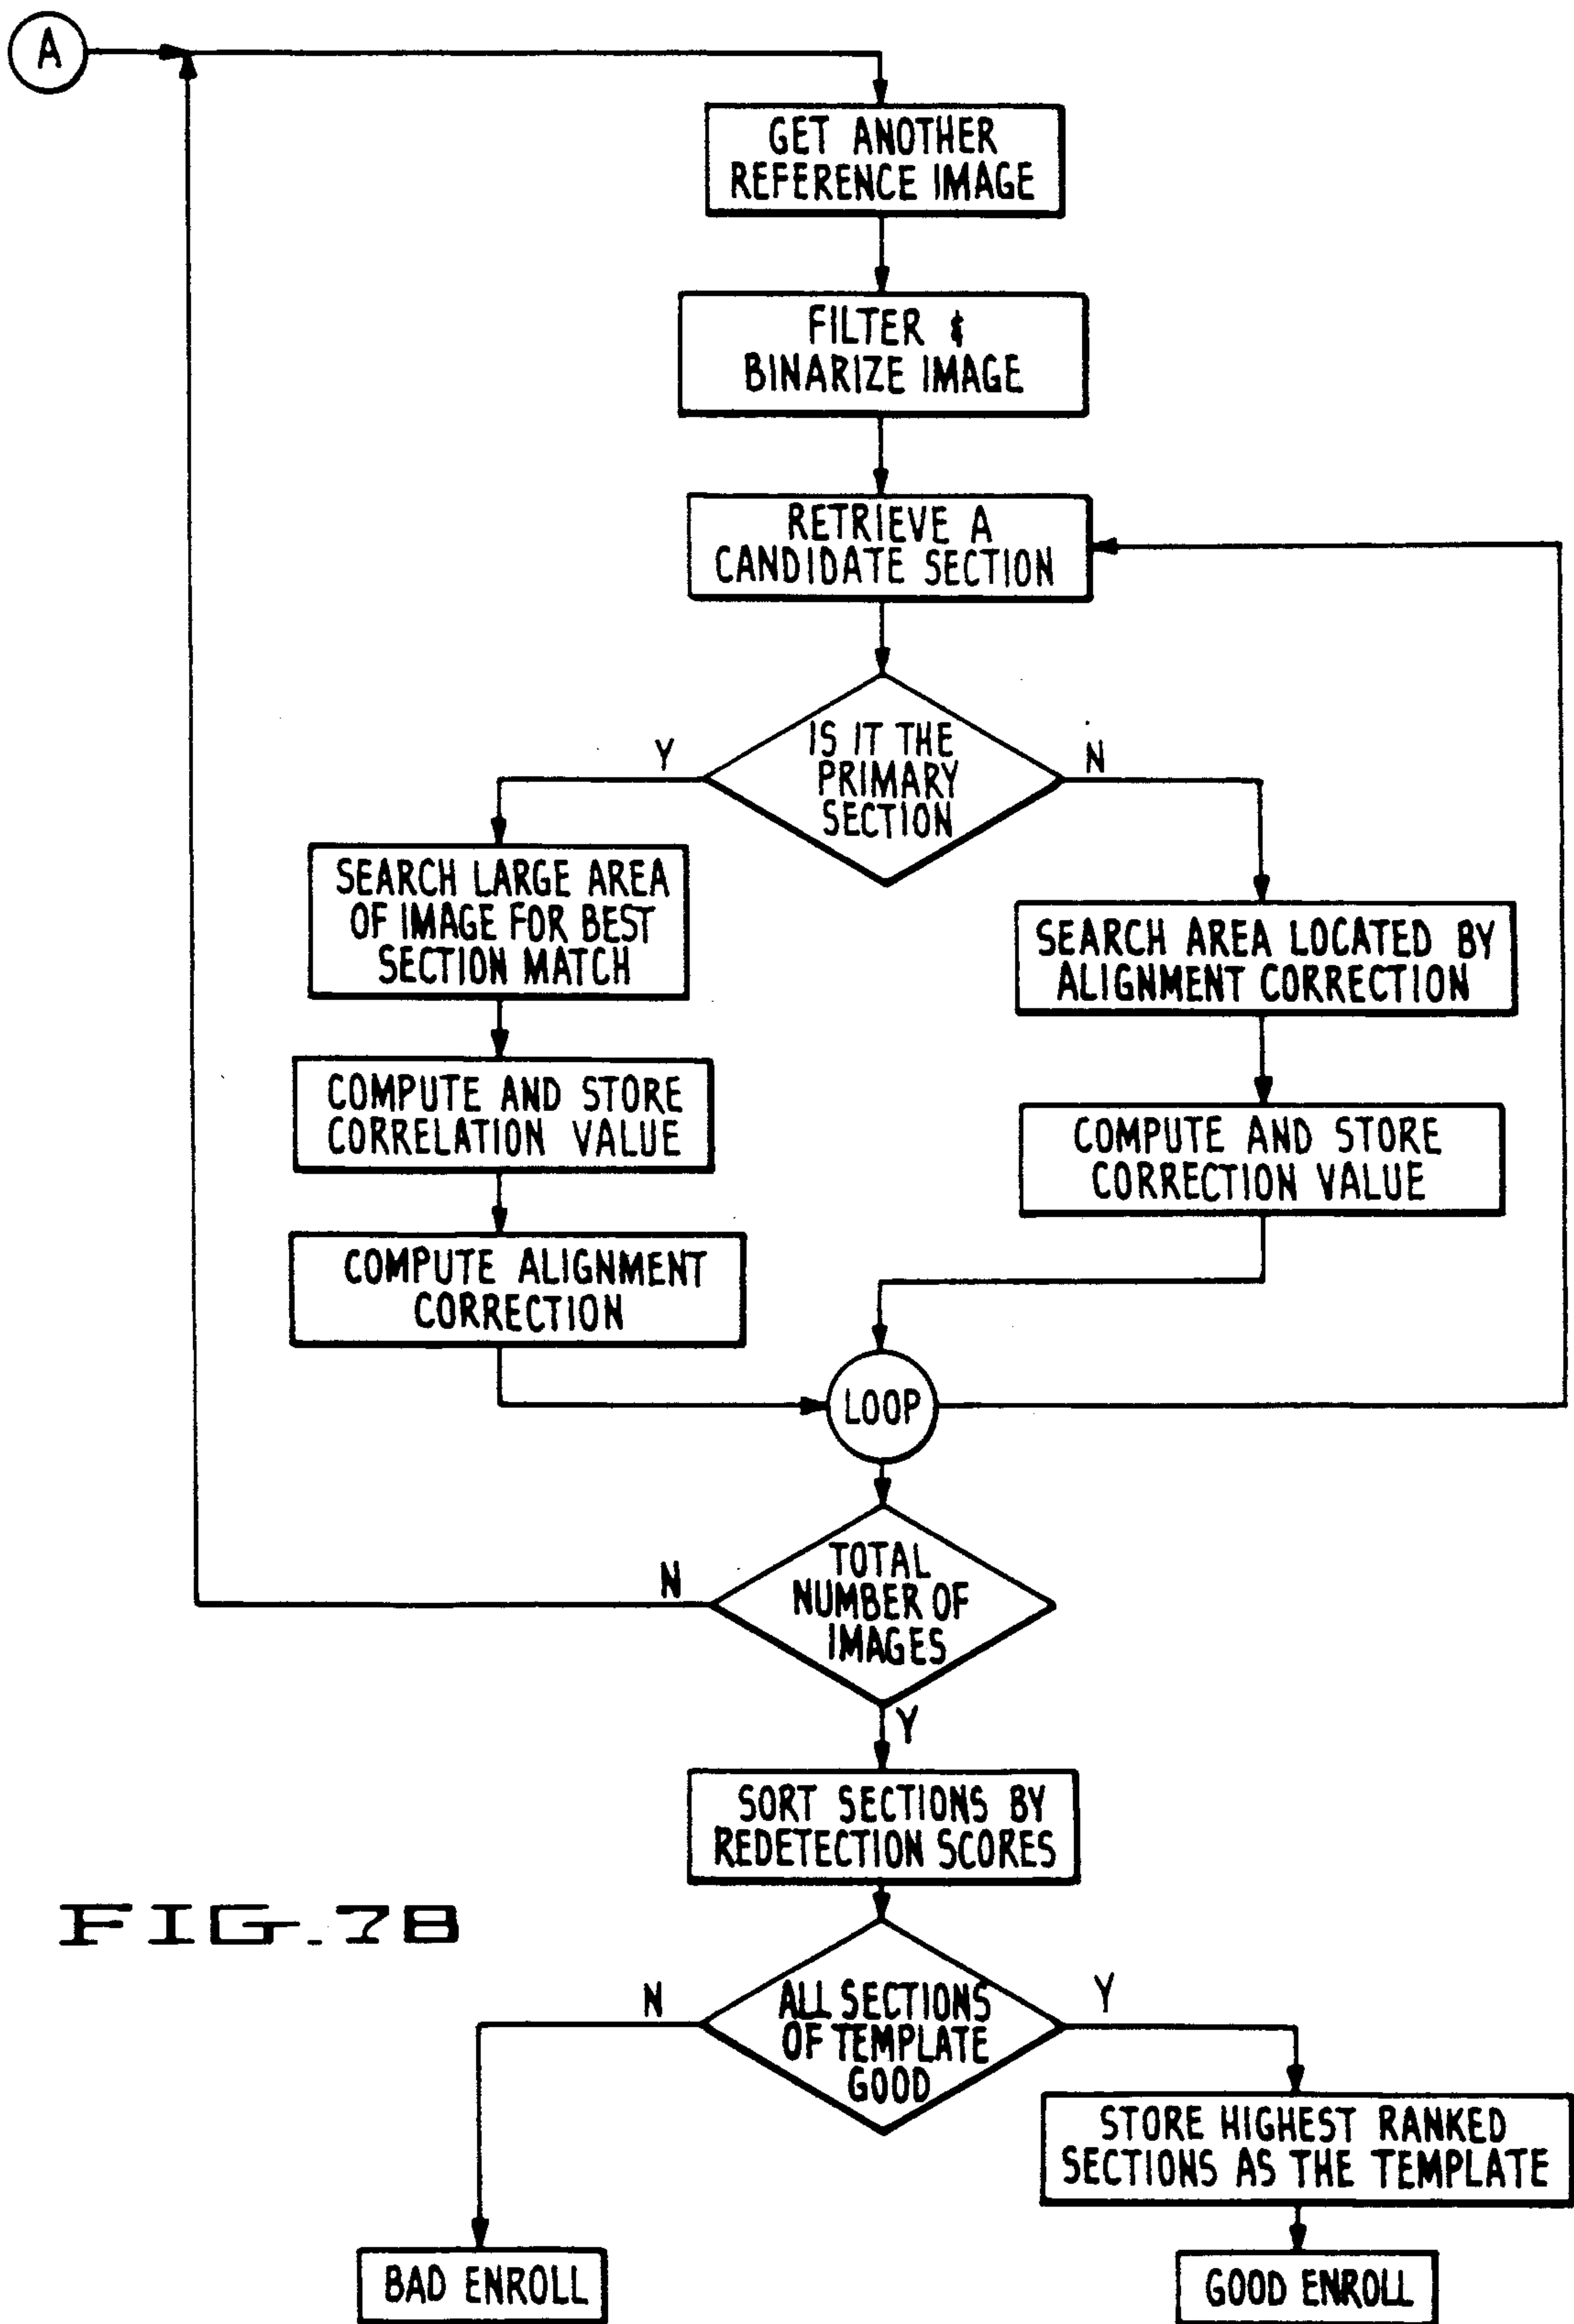 A
GET ANOTHER
REFERENCE IMAGE
FILTER &
BINARIZE IMAGE
RETRIEVE A
CANDIDATE SECTION
IS IT THE
PRIMARY
SECTION
Y
N
SEARCH LARGE AREA
OF IMAGE FOR BEST
SECTION MATCH
SEARCH AREA LOCATED BY
ALIGNMENT CORRECTION
COMPUTE AND STORE
CORRELATION VALUE
COMPUTE AND STORE
CORRECTION VALUE
COMPUTE ALIGNMENT
CORRECTION
LOOP
TOTAL
NUMBER OF
IMAGES
N
Y
SORT SECTIONS BY
REDETECTION SCORES
FIG. 7B
ALL SECTIONS
OF TEMPLATE
GOOD
N
Y
STORE HIGHEST RANKED
SECTIONS AS THE TEMPLATE
BAD ENROLL
GOOD ENROLL